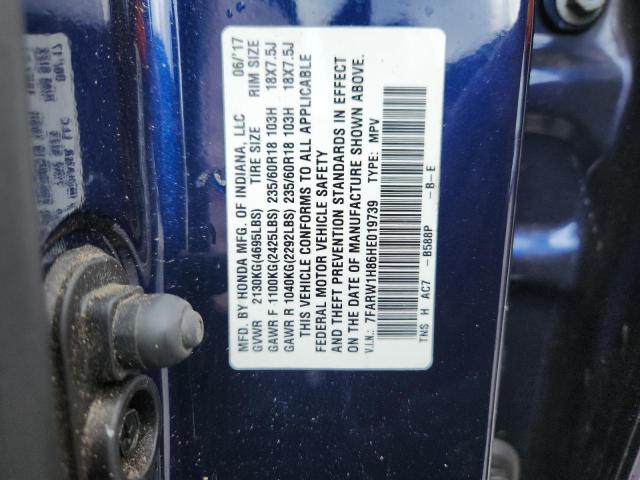 MFD. BY HONDA MFG. OF INDIANA, LLC 06/'17
GVWR 2130KG(4695LBS) TIRE SIZE RIM SIZE
GAWR F 1100KG(2425LBS) 235/60R18 103H 18X7.5J
GAWR R 1040KG(2292LBS) 235/60R18 103H 18X7.5J
THIS VEHICLE CONFORMS TO ALL APPLICABLE
FEDERAL MOTOR VEHICLE SAFETY
AND THEFT PREVENTION STANDARDS IN EFFECT
ON THE DATE OF MANUFACTURE SHOWN ABOVE.
V.I.N.: 7FARW1H86HE019739 TYPE: MPV
TNS H AC7 -B588P -B-E